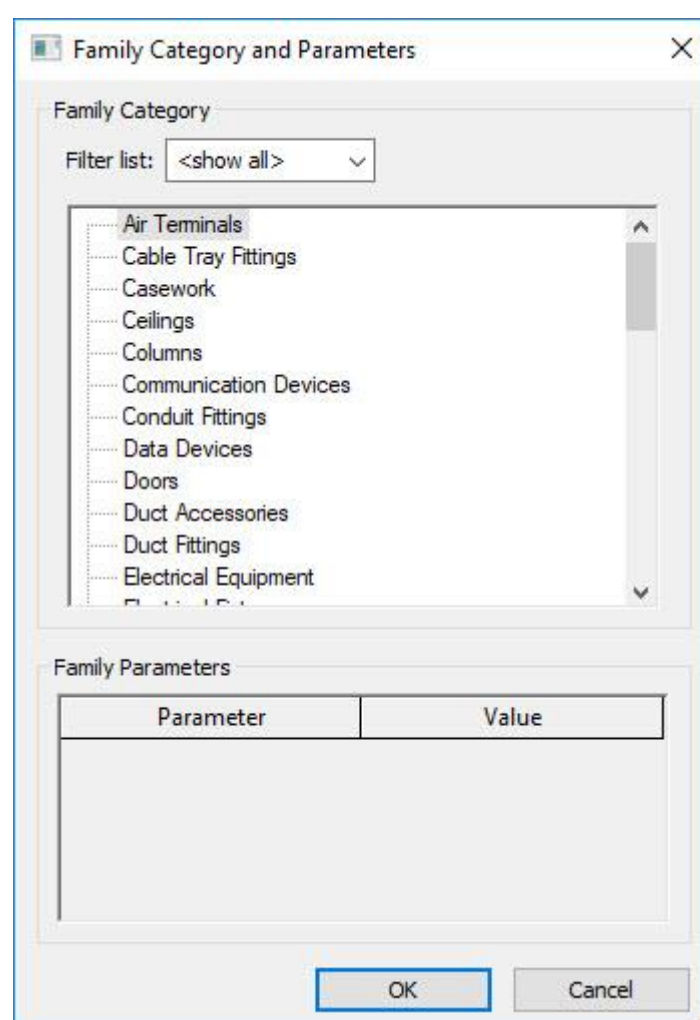 Family Category and Parameters
Family Category
Filter list: <show all>
Air Terminals
Cable Tray Fittings
Casework
Ceilings
Columns
Communication Devices
Conduit Fittings
Data Devices
Doors
Duct Accessories
Duct Fittings
Electrical Equipment
Family Parameters
Parameter Value
OK Cancel